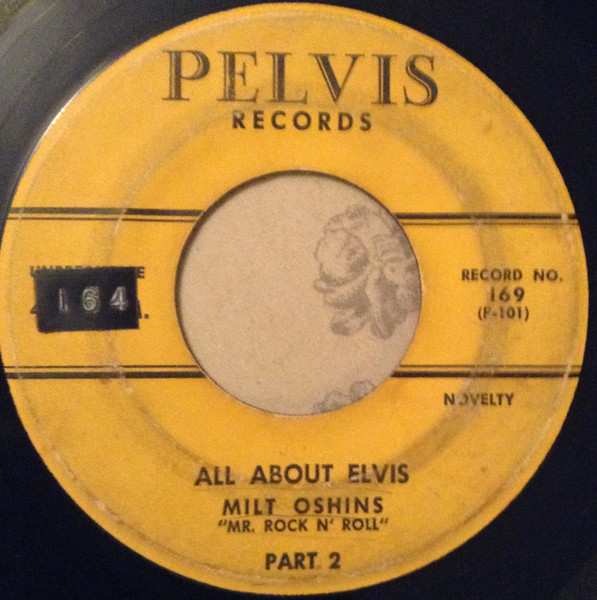 PELVIS
RECORDS
164
RECORD NO.
169
(F-101)
NOVELTY
ALL ABOUT ELVIS
MILT OSHINS
"MR. ROCK N' ROLL"
PART 2